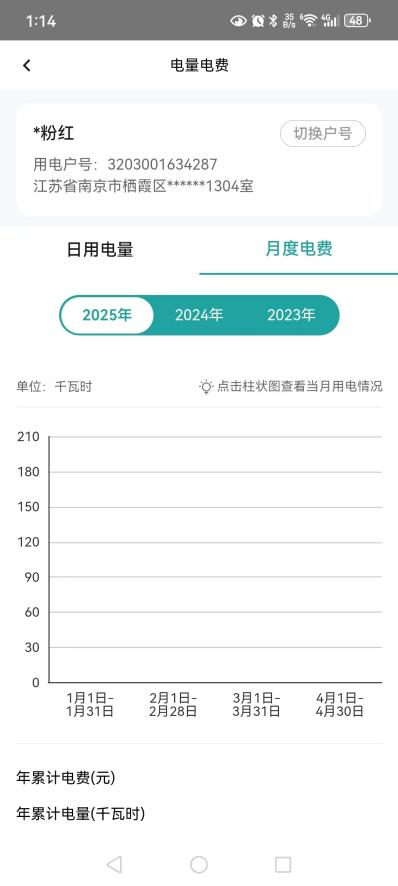 1:14
35 B/s 6 4G 48
电量电费
*粉红
切换户号
用电户号：3203001634287
江苏省南京市栖霞区******1304室
日用电量
月度电费
2025年 2024年 2023年
单位：千瓦时
点击柱状图查看当月用电情况
210
180
150
120
90
60
30
0
1月1日- 2月1日- 3月1日- 4月1日-
1月31日 2月28日 3月31日 4月30日
年累计电费(元)
年累计电量(千瓦时)